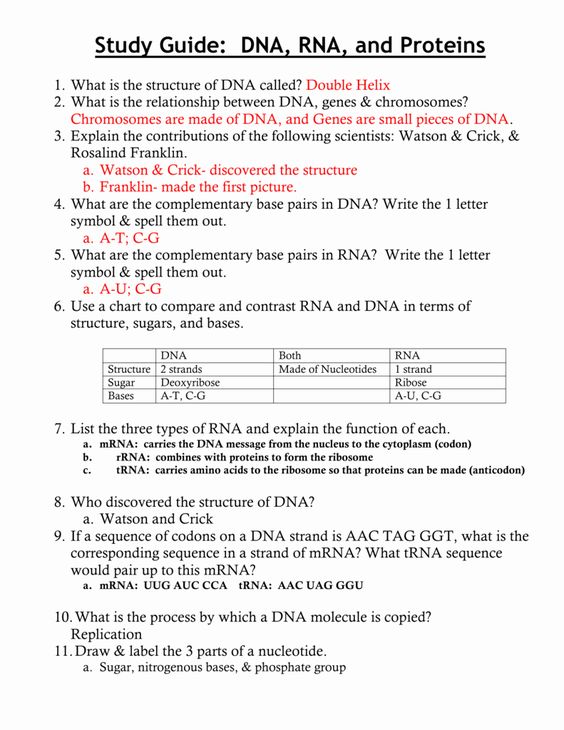 Study Guide: DNA, RNA, and Proteins
1. What is the structure of DNA called? Double Helix
2. What is the relationship between DNA, genes & chromosomes?
Chromosomes are made of DNA, and Genes are small pieces of DNA.
3. Explain the contributions of the following scientists: Watson & Crick, &
Rosalind Franklin.
a. Watson & Crick- discovered the structure
b. Franklin- made the first picture.
4. What are the complementary base pairs in DNA? Write the 1 letter
symbol & spell them out.
a. A-T; C-G
5. What are the complementary base pairs in RNA? Write the 1 letter
symbol & spell them out.
a. A-U; C-G
6. Use a chart to compare and contrast RNA and DNA in terms of
structure, sugars, and bases.
DNA Both RNA
Structure 2 strands Made of Nucleotides 1 strand
Sugar Deoxyribose Ribose
Bases A-T, C-G A-U, C-G
7. List the three types of RNA and explain the function of each.
a. mRNA: carries the DNA message from the nucleus to the cytoplasm (codon)
b. rRNA: combines with proteins to form the ribosome
c. tRNA: carries amino acids to the ribosome so that proteins can be made (anticodon)
8. Who discovered the structure of DNA?
a. Watson and Crick
9. If a sequence of codons on a DNA strand is AAC TAG GGT, what is the
corresponding sequence in a strand of mRNA? What tRNA sequence
would pair up to this mRNA?
a. mRNA: UUG AUC CCA tRNA: AAC UAG GGU
10. What is the process by which a DNA molecule is copied?
Replication
11. Draw & label the 3 parts of a nucleotide.
a. Sugar, nitrogenous bases, & phosphate group